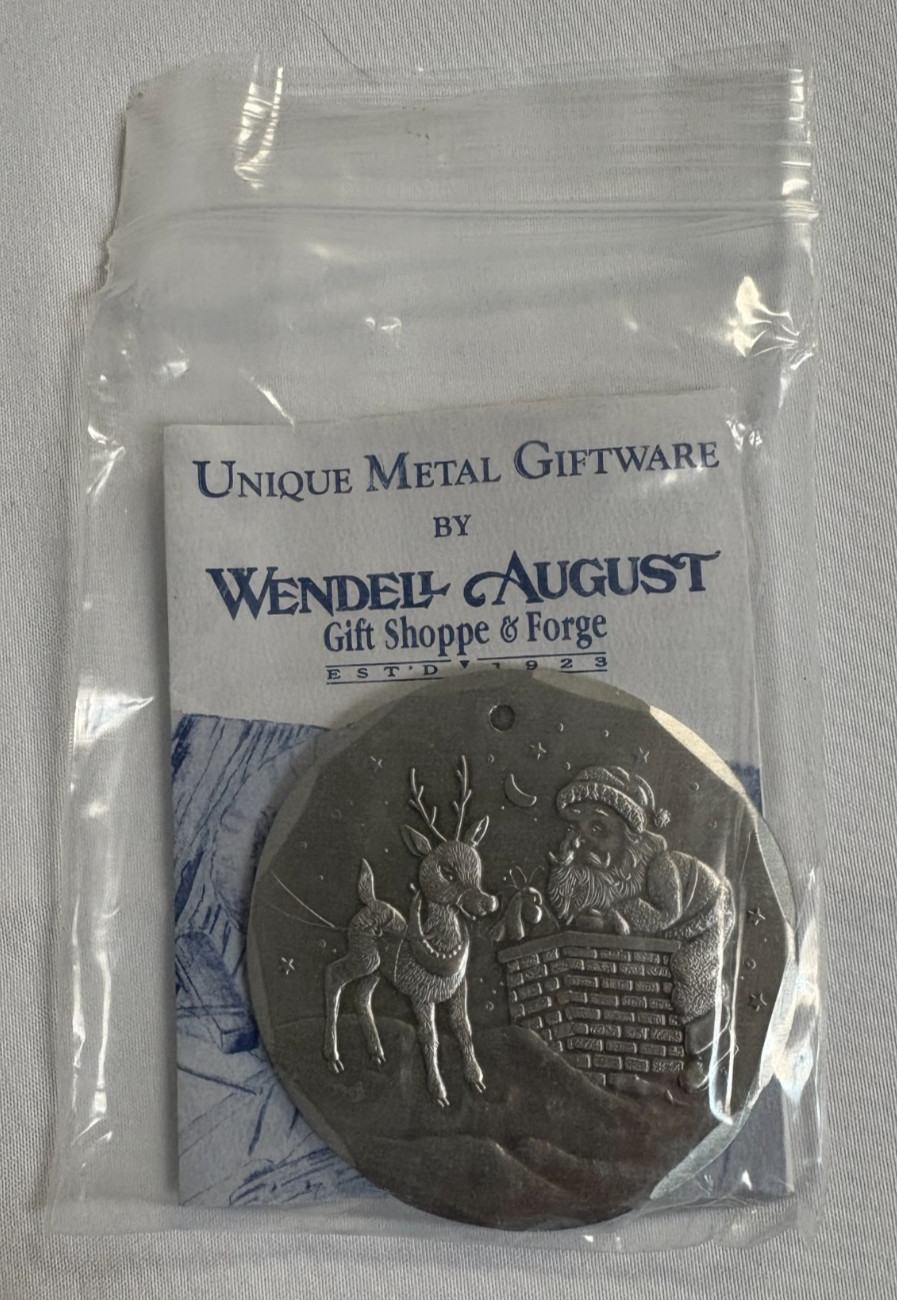 UNIQUE METAL GIFTWARE
BY
WENDELL AUGUST
Gift Shoppe & Forge
EST'D 1923